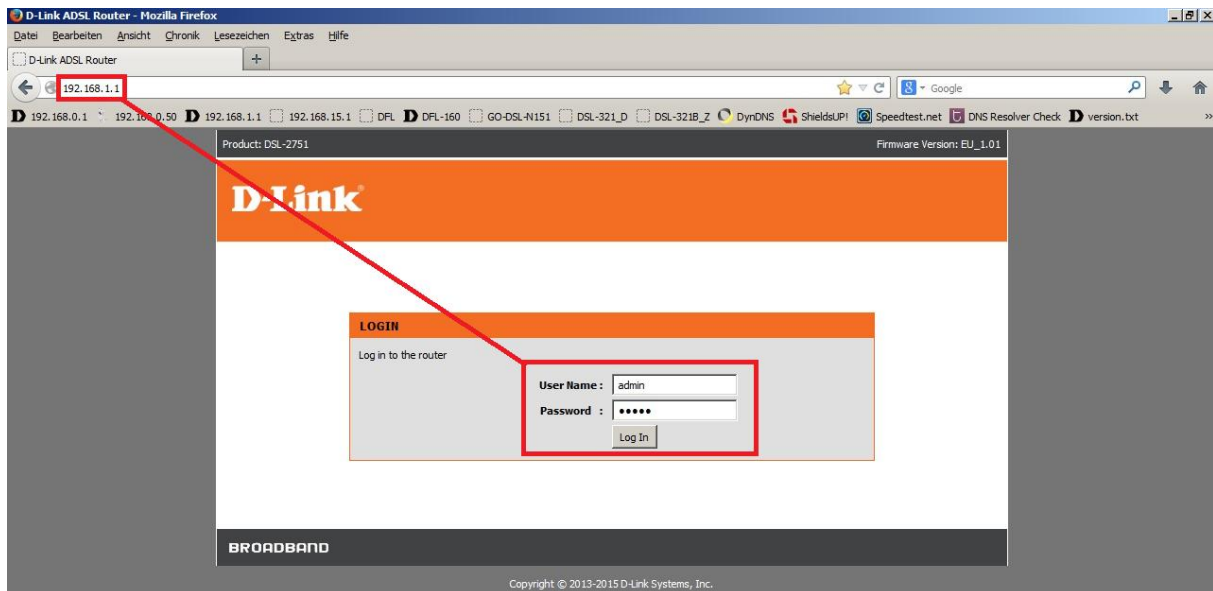 D-Link ADSL Router - Mozilla Firefox
Datei Bearbeiten Ansicht Chronik Lesezeichen Extras Hilfe
D-Link ADSL Router
192.168.1.1 Google
192.168.0.1 192.168.0.50 192.168.1.1 192.168.15.1 DFL DFL-160 GO-DSL-N151 DSL-321_D DSL-321B_Z DynDNS ShieldsUP! Speedtest.net DNS Resolver Check version.txt
Product: DSL-2751 Firmware Version: EU_1.01
D-Link
LOGIN
Log in to the router
User Name : admin
Password : •••••
Log In
BROADBAND
Copyright © 2013-2015 D-Link Systems, Inc.